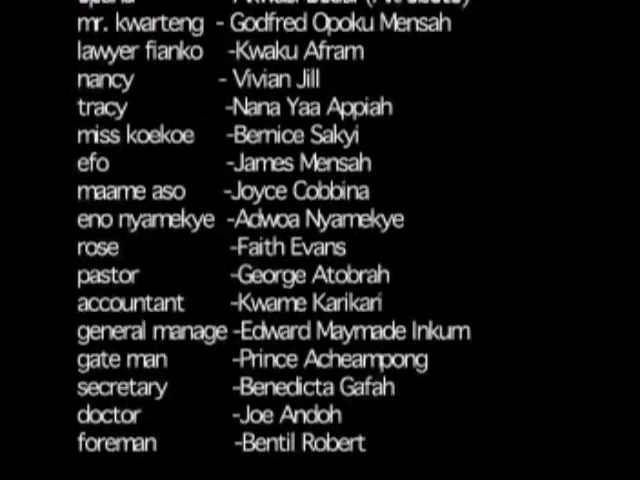 mr. kwarteng - Godfred Opoku Mensah
lawyer fianko -Kwaku Afram
nancy - Vivian Jill
tracy -Nana Yaa Appiah
miss koekoe -Bernice Sakyi
efo -James Mensah
maame aso -Joyce Cobbina
eno nyamekye -Adwoa Nyamekye
rose -Faith Evans
pastor -George Atobrah
accountant -Kwame Karikari
general manage -Edward Maymade Inkum
gate man -Prince Acheampong
secretary -Benedicta Gafah
doctor -Joe Andoh
foreman -Bentil Robert